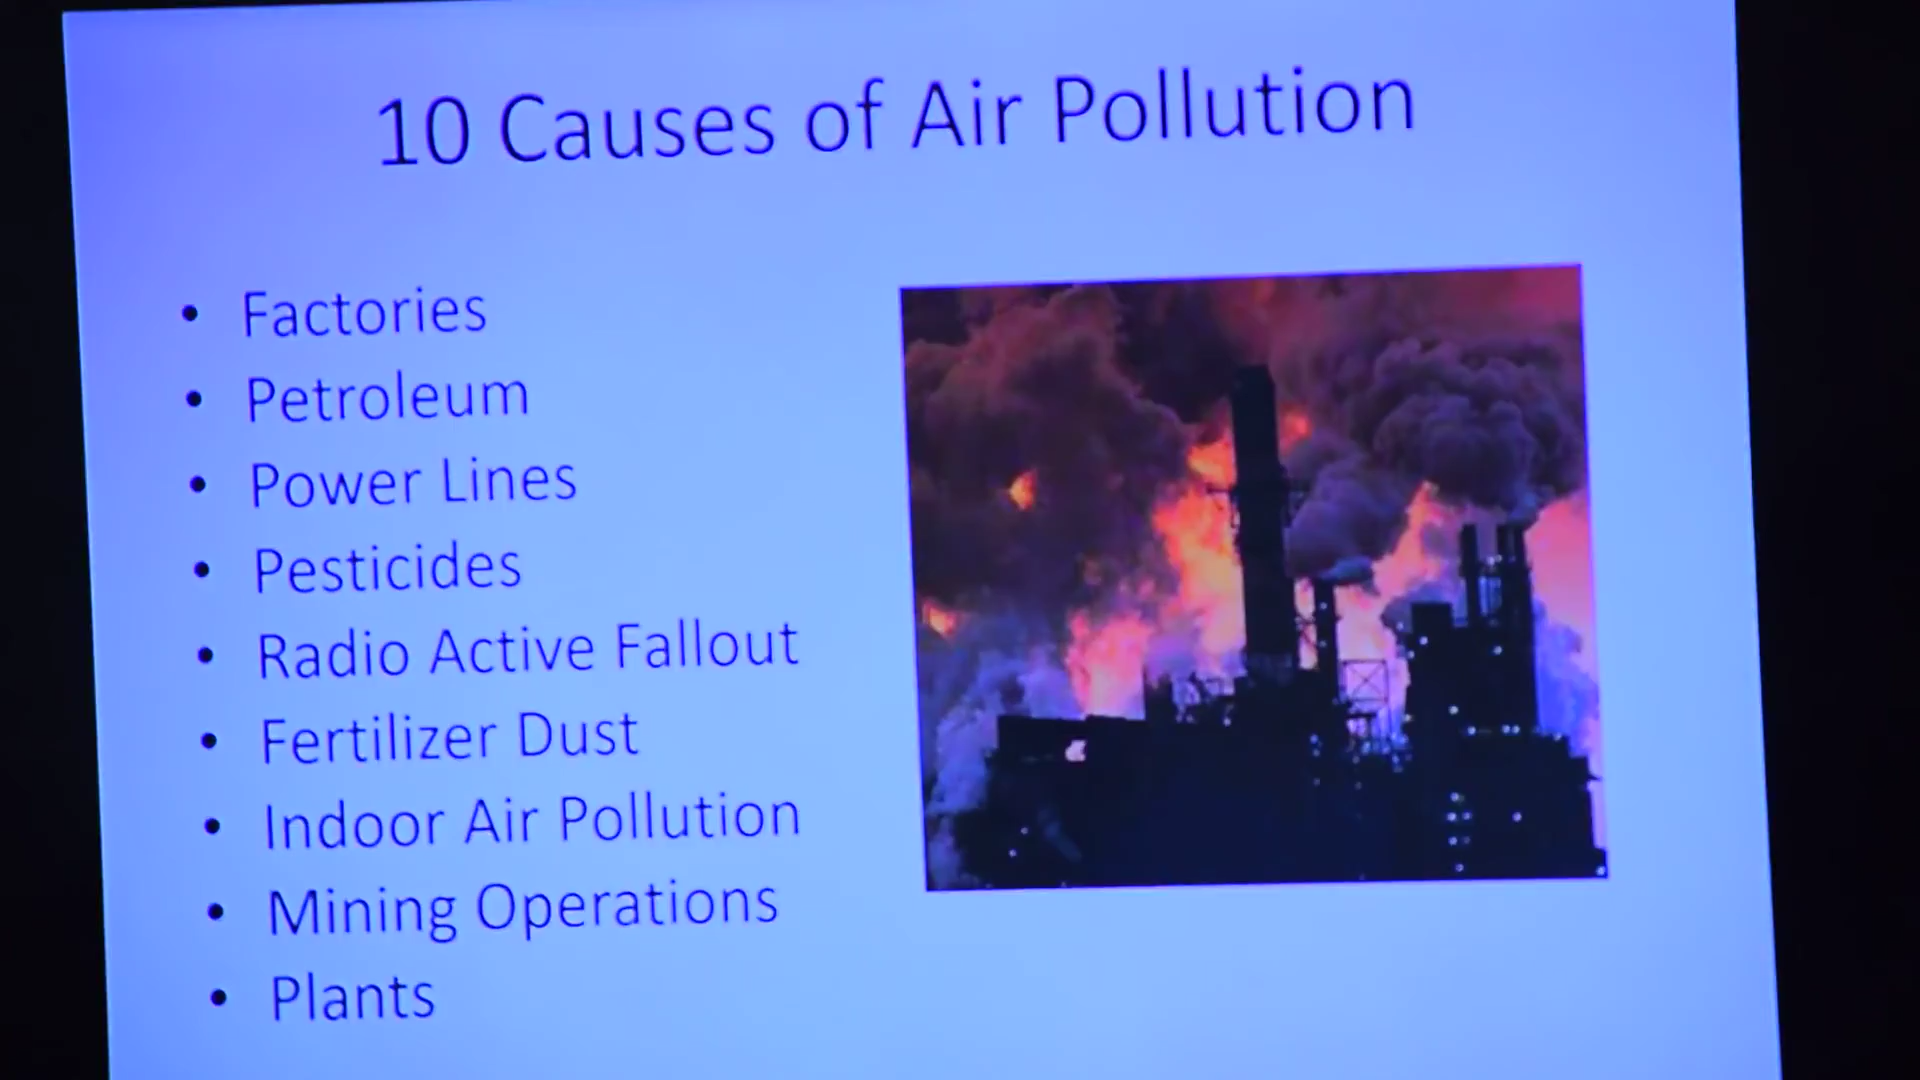 10 Causes of Air Pollution
• Factories
• Petroleum
• Power Lines
• Pesticides
• Radio Active Fallout
• Fertilizer Dust
• Indoor Air Pollution
• Mining Operations
• Plants